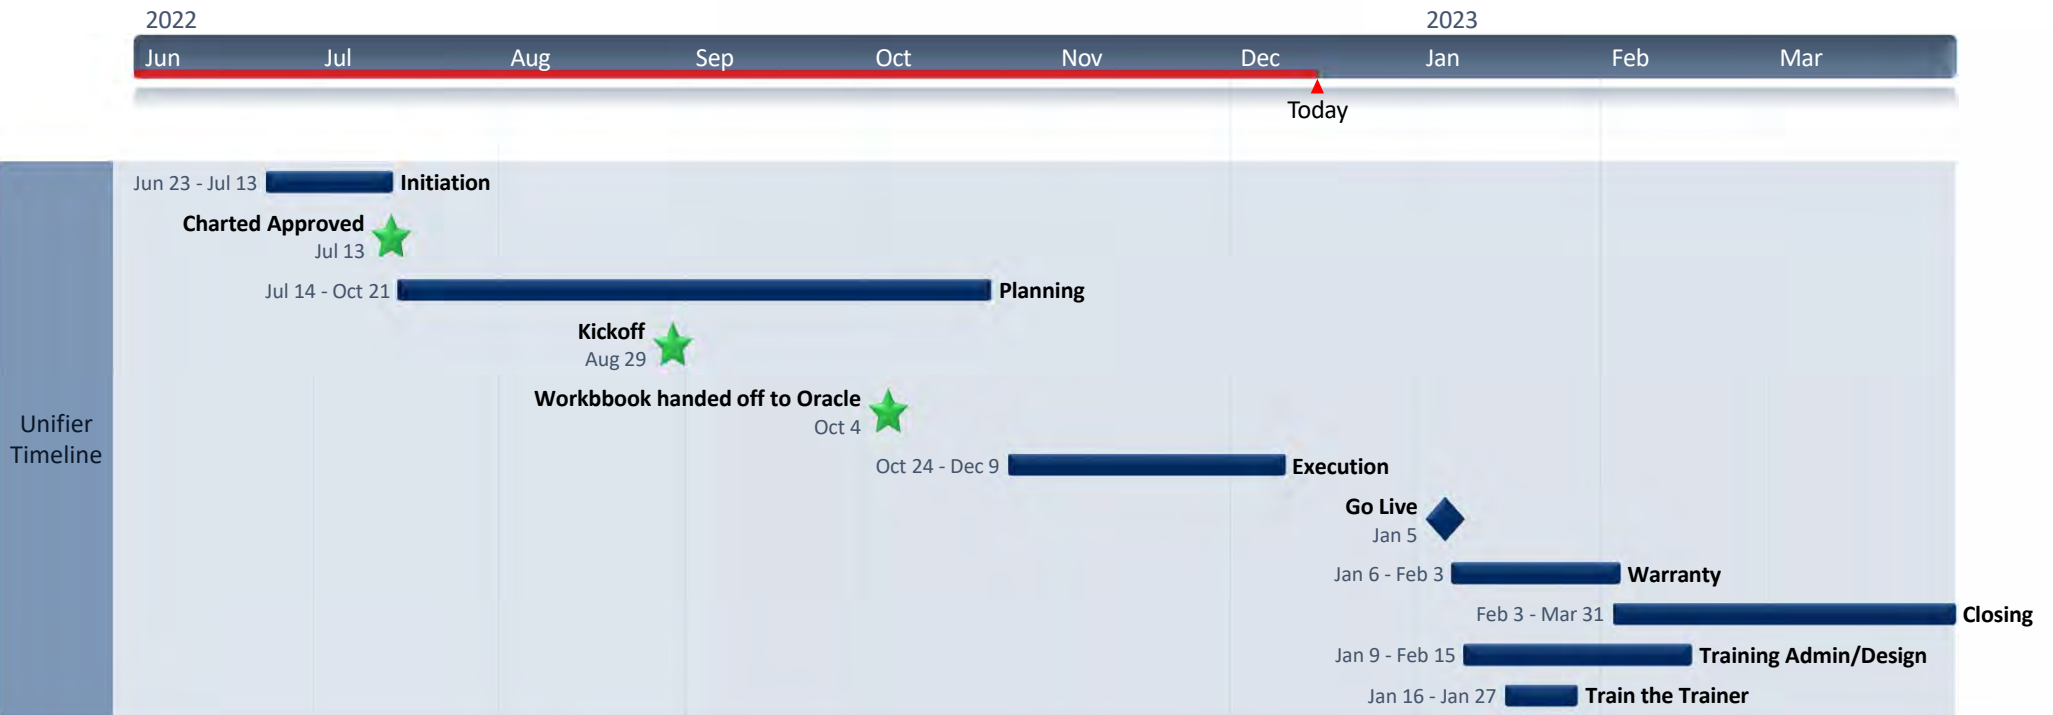 2022 2023
Jun Jul Aug Sep Oct Nov Dec Jan Feb Mar
Today
Unifier
Timeline
Jun 23 - Jul 13 Initiation
Charted Approved
Jul 13
Jul 14 - Oct 21 Planning
Kickoff
Aug 29
Workbbook handed off to Oracle
Oct 4
Oct 24 - Dec 9 Execution
Go Live
Jan 5
Jan 6 - Feb 3 Warranty
Feb 3 - Mar 31 Closing
Jan 9 - Feb 15 Training Admin/Design
Jan 16 - Jan 27 Train the Trainer